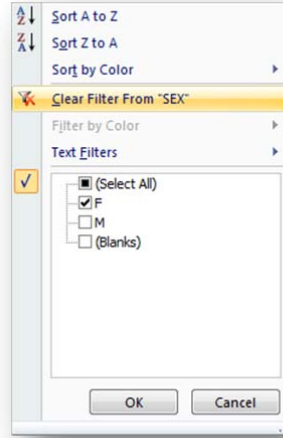 Sort A to Z
Sort Z to A
Sort by Color
Clear Filter From "SEX"
Filter by Color
Text Filters
(Select All)
F
M
(Blanks)
OK Cancel